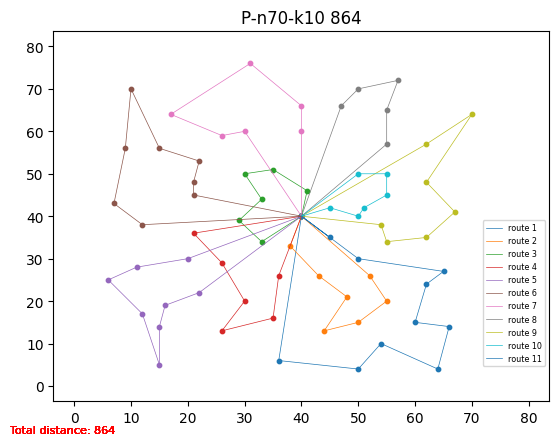 P-n70-k10 864
80
70
60
50
40
30
20
10
0
route 1
route 2
route 3
route 4
route 5
route 6
route 7
route 8
route 9
route 10
route 11
0 10 20 30 40 50 60 70 80
Total distance: 864